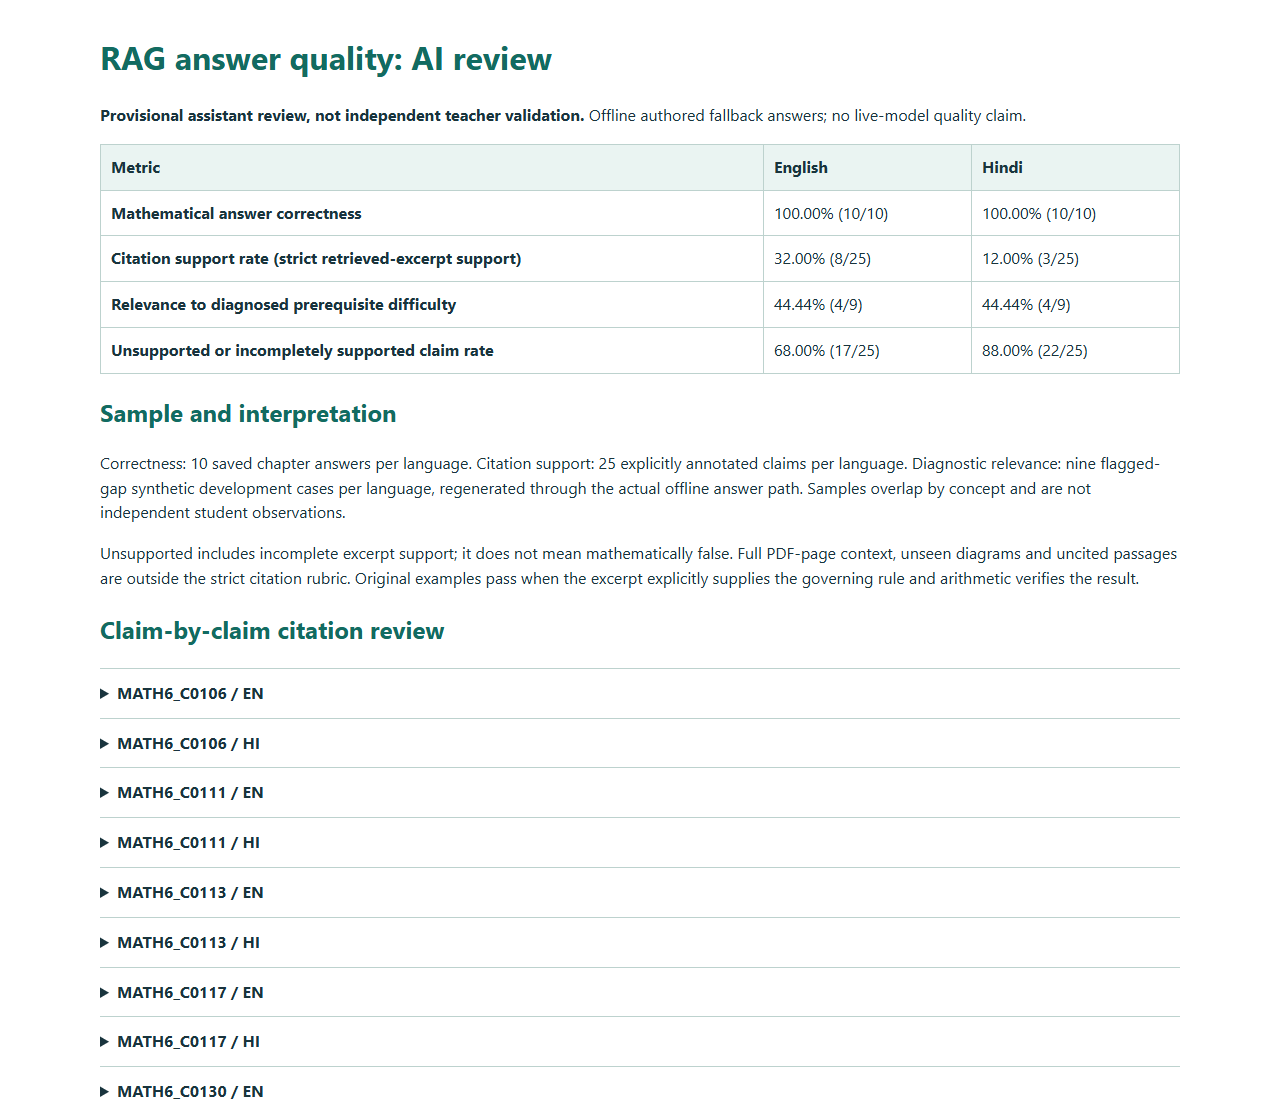 RAG answer quality: AI review
Provisional assistant review, not independent teacher validation. Offline authored fallback answers; no live-model quality claim.
Metric English Hindi
Mathematical answer correctness 100.00% (10/10) 100.00% (10/10)
Citation support rate (strict retrieved-excerpt support) 32.00% (8/25) 12.00% (3/25)
Relevance to diagnosed prerequisite difficulty 44.44% (4/9) 44.44% (4/9)
Unsupported or incompletely supported claim rate 68.00% (17/25) 88.00% (22/25)
Sample and interpretation
Correctness: 10 saved chapter answers per language. Citation support: 25 explicitly annotated claims per language. Diagnostic relevance: nine flagged-
gap synthetic development cases per language, regenerated through the actual offline answer path. Samples overlap by concept and are not
independent student observations.
Unsupported includes incomplete excerpt support; it does not mean mathematically false. Full PDF-page context, unseen diagrams and uncited passages
are outside the strict citation rubric. Original examples pass when the excerpt explicitly supplies the governing rule and arithmetic verifies the result.
Claim-by-claim citation review
MATH6_C0106 / EN
MATH6_C0106 / HI
MATH6_C0111 / EN
MATH6_C0111 / HI
MATH6_C0113 / EN
MATH6_C0113 / HI
MATH6_C0117 / EN
MATH6_C0117 / HI
MATH6_C0130 / EN